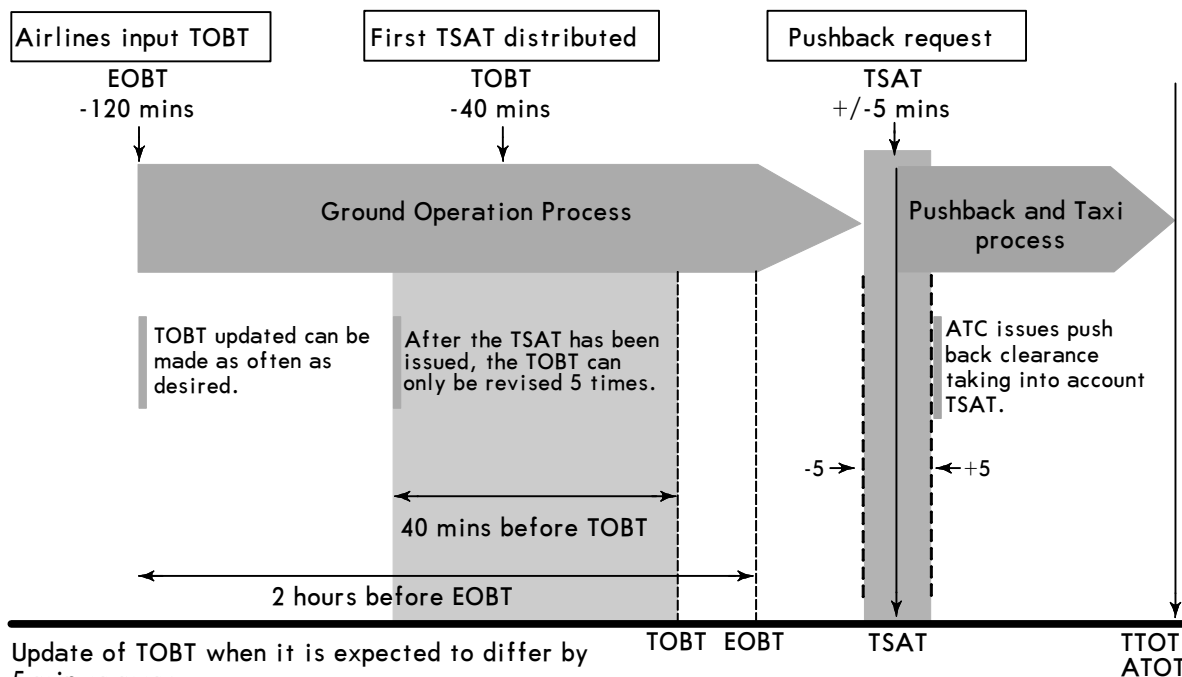 Airlines input TOBT
EOBT
-120 mins
First TSAT distributed
TOBT
-40 mins
Pushback request
TSAT
+/-5 mins
Ground Operation Process
Pushback and Taxi
process
TOBT updated can be
made as often as
desired.
After the TSAT has been
issued, the TOBT can
only be revised 5 times.
ATC issues push
back clearance
taking into account
TSAT.
-5
+5
40 mins before TOBT
2 hours before EOBT
TOBT
EOBT
TSAT
TTOT
ATOT
Update of TOBT when it is expected to differ by